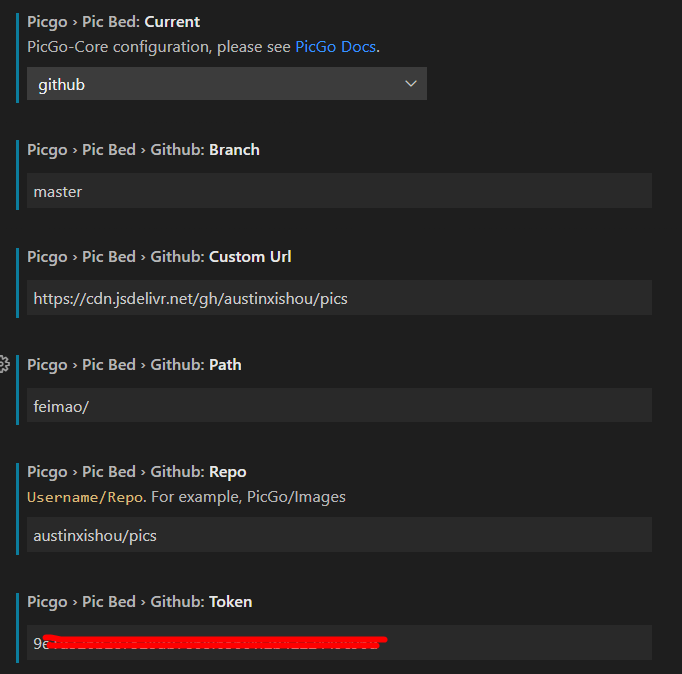 Picgo › Pic Bed: Current
PicGo-Core configuration, please see PicGo Docs.
github
Picgo › Pic Bed › Github: Branch
master
Picgo › Pic Bed › Github: Custom Url
https://cdn.jsdelivr.net/gh/austinxishou/pics
Picgo › Pic Bed › Github: Path
feimao/
Picgo › Pic Bed › Github: Repo
Username/Repo. For example, PicGo/Images
austinxishou/pics
Picgo › Pic Bed › Github: Token